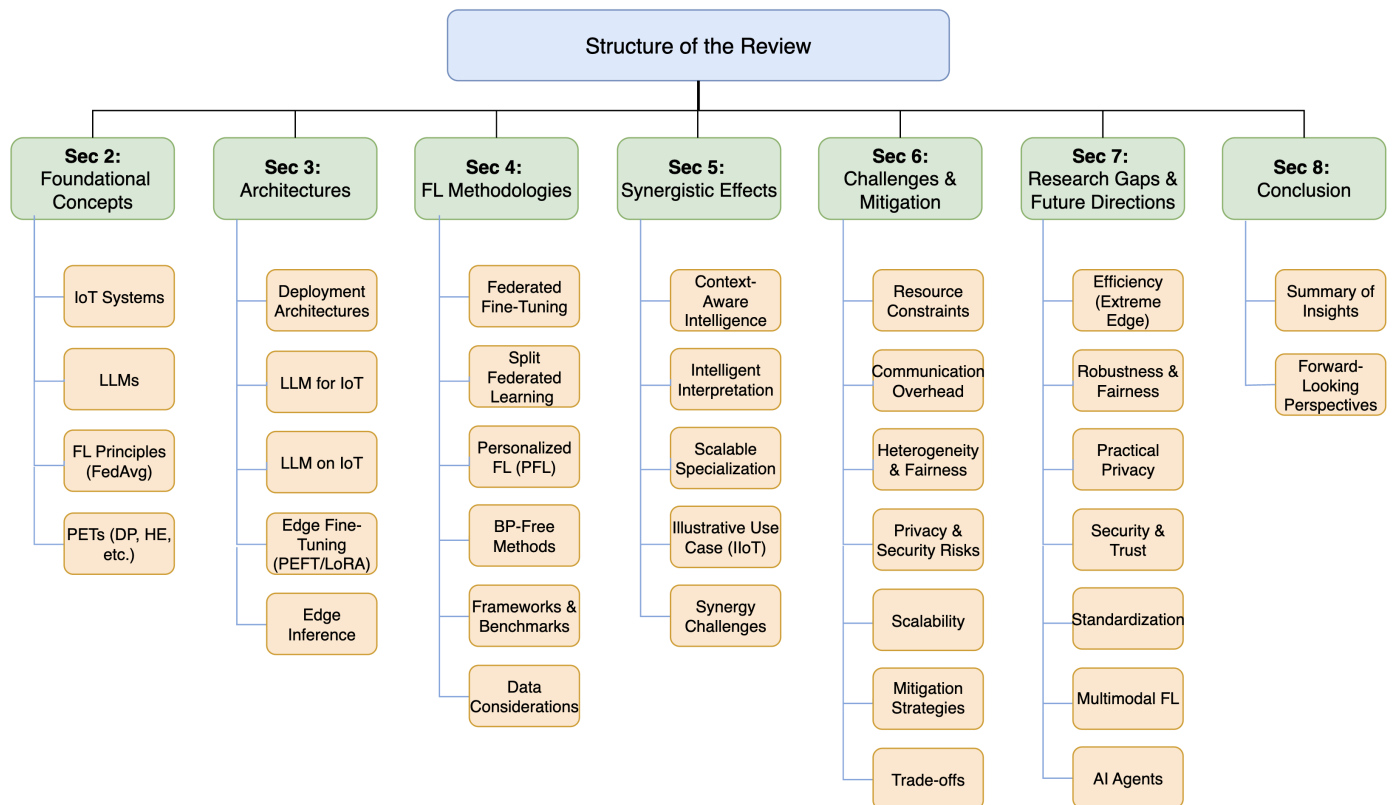 Structure of the Review
Sec 2:
Foundational
Concepts
IoT Systems
LLMs
FL Principles
(FedAvg)
PETs (DP, HE,
etc.)
Sec 3:
Architectures
Deployment
Architectures
LLM for IoT
LLM on IoT
Edge Fine-
Tuning
(PEFT/LoRA)
Edge
Inference
Sec 4:
FL Methodologies
Federated
Fine-Tuning
Split
Federated
Learning
Personalized
FL (PFL)
BP-Free
Methods
Frameworks &
Benchmarks
Data
Considerations
Sec 5:
Synergistic Effects
Context-
Aware
Intelligence
Intelligent
Interpretation
Scalable
Specialization
Illustrative Use
Case (IIoT)
Synergy
Challenges
Sec 6:
Challenges &
Mitigation
Resource
Constraints
Communication
Overhead
Heterogeneity
& Fairness
Privacy &
Security Risks
Scalability
Mitigation
Strategies
Trade-offs
Sec 7:
Research Gaps &
Future Directions
Efficiency
(Extreme
Edge)
Robustness &
Fairness
Practical
Privacy
Security &
Trust
Standardization
Multimodal FL
AI Agents
Sec 8:
Conclusion
Summary of
Insights
Forward-
Looking
Perspectives